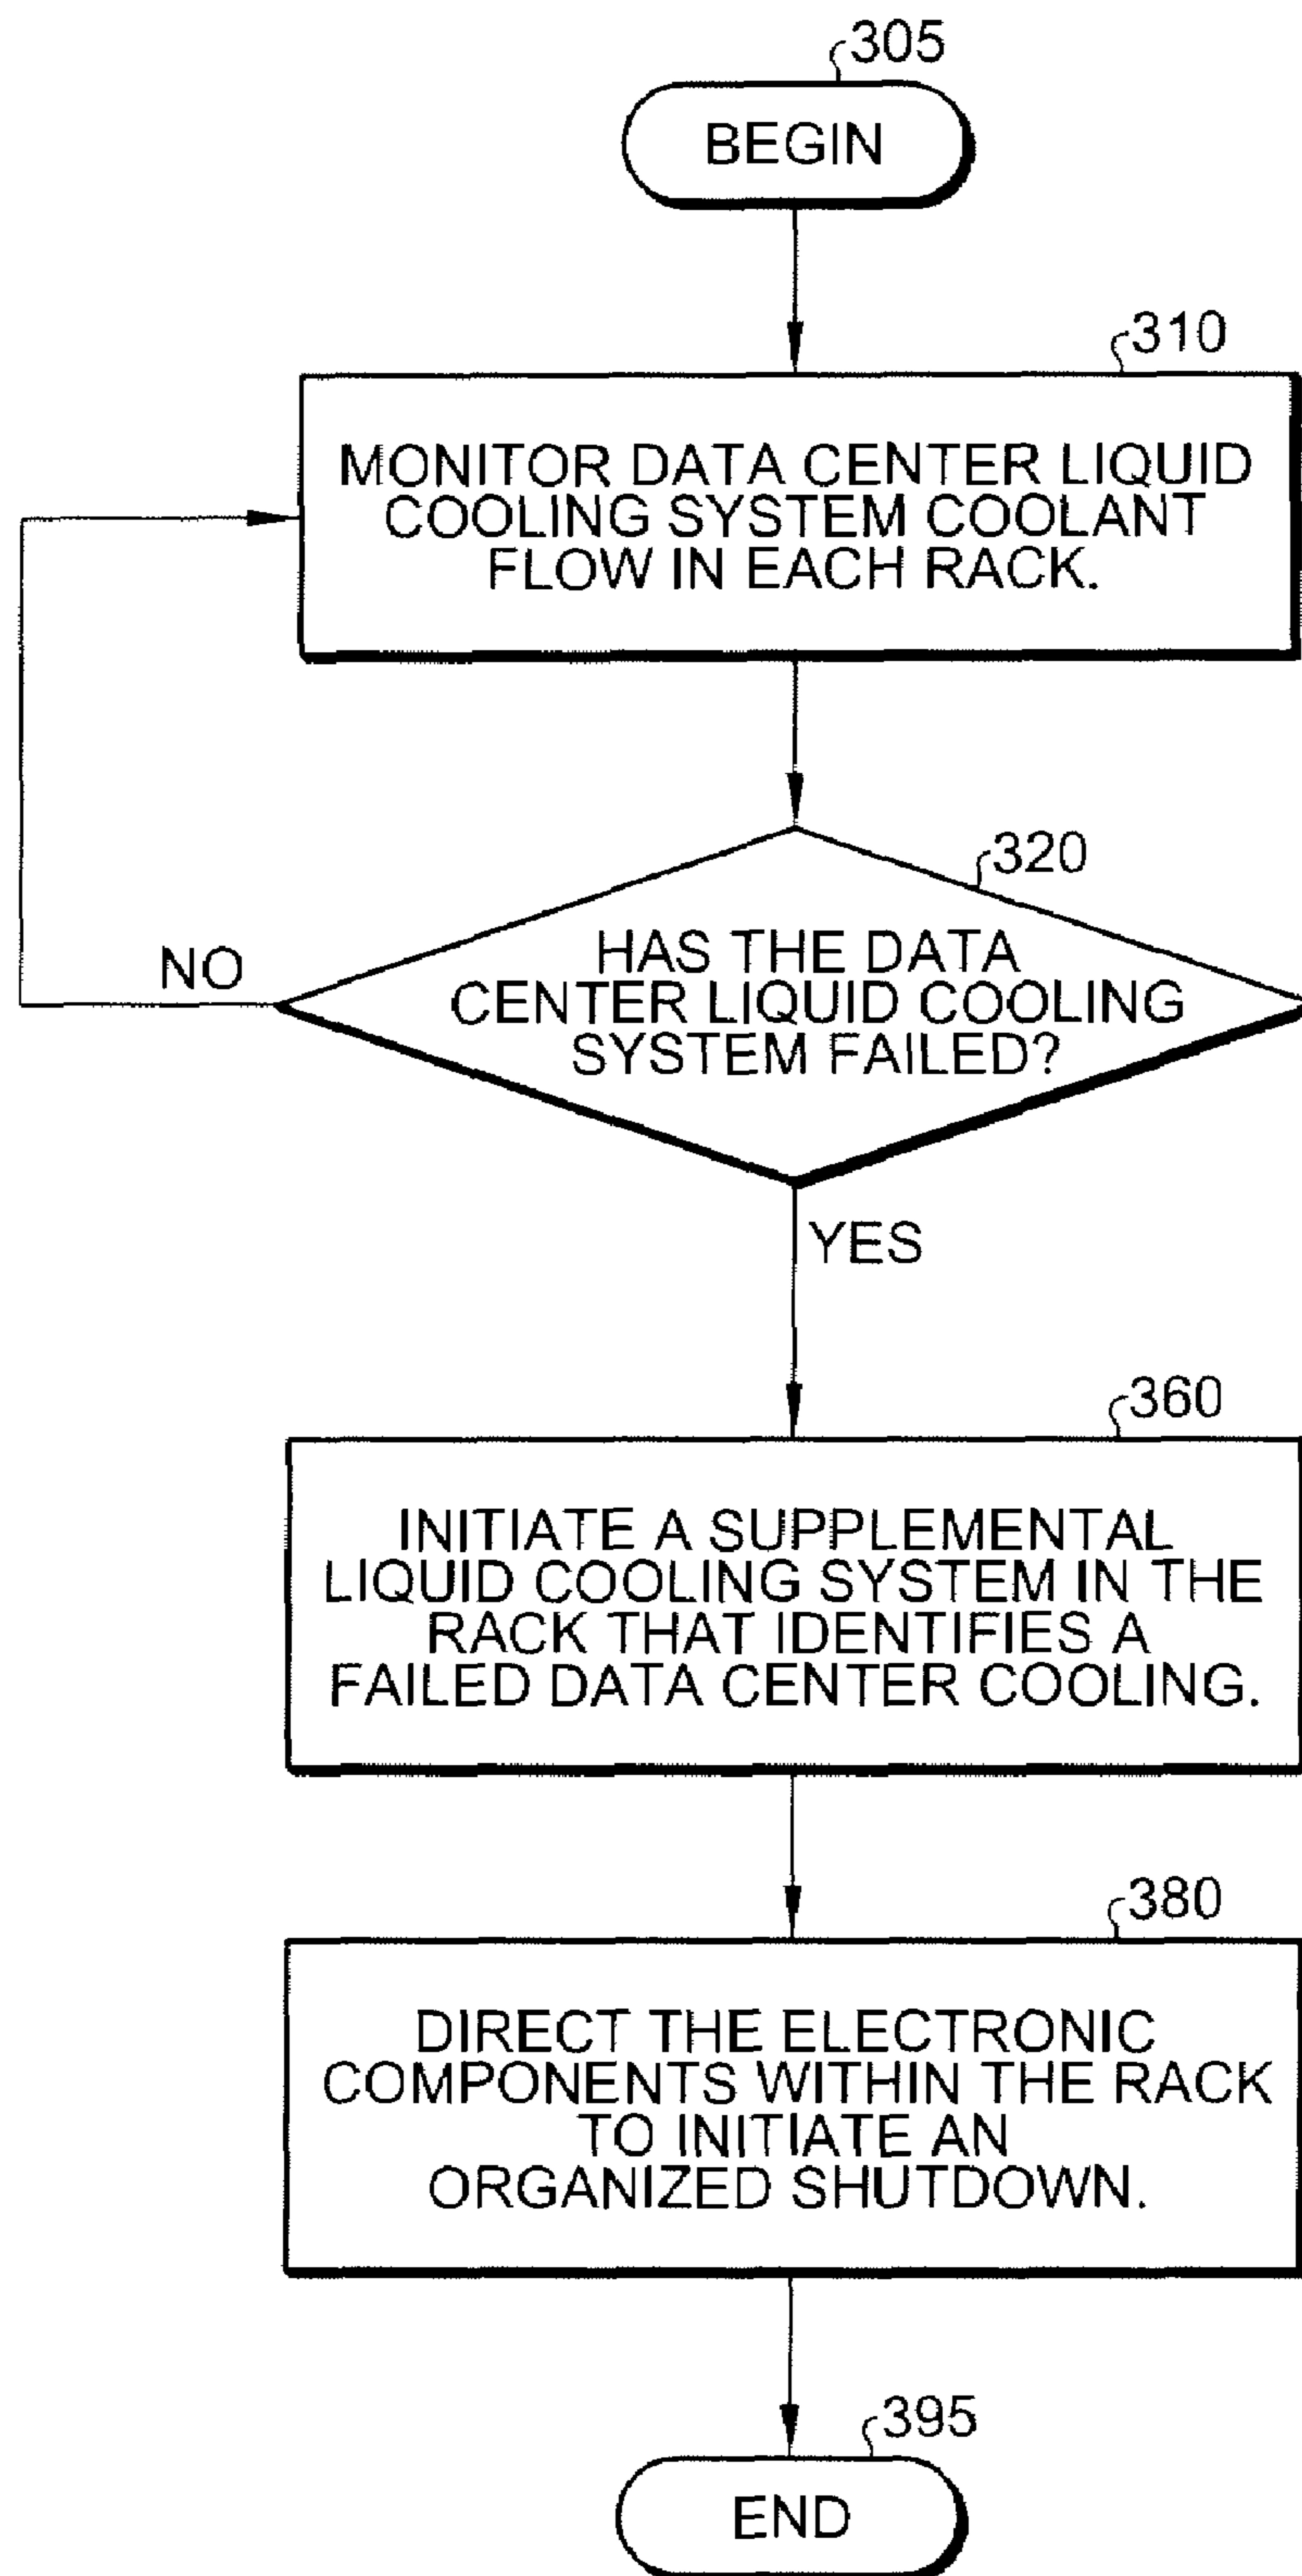 305
BEGIN
310
MONITOR DATA CENTER LIQUID
COOLING SYSTEM COOLANT
FLOW IN EACH RACK.
320
HAS THE DATA
CENTER LIQUID COOLING
SYSTEM FAILED?
NO
YES
360
INITIATE A SUPPLEMENTAL
LIQUID COOLING SYSTEM IN THE
RACK THAT IDENTIFIES A
FAILED DATA CENTER COOLING.
380
DIRECT THE ELECTRONIC
COMPONENTS WITHIN THE RACK
TO INITIATE AN
ORGANIZED SHUTDOWN.
395
END